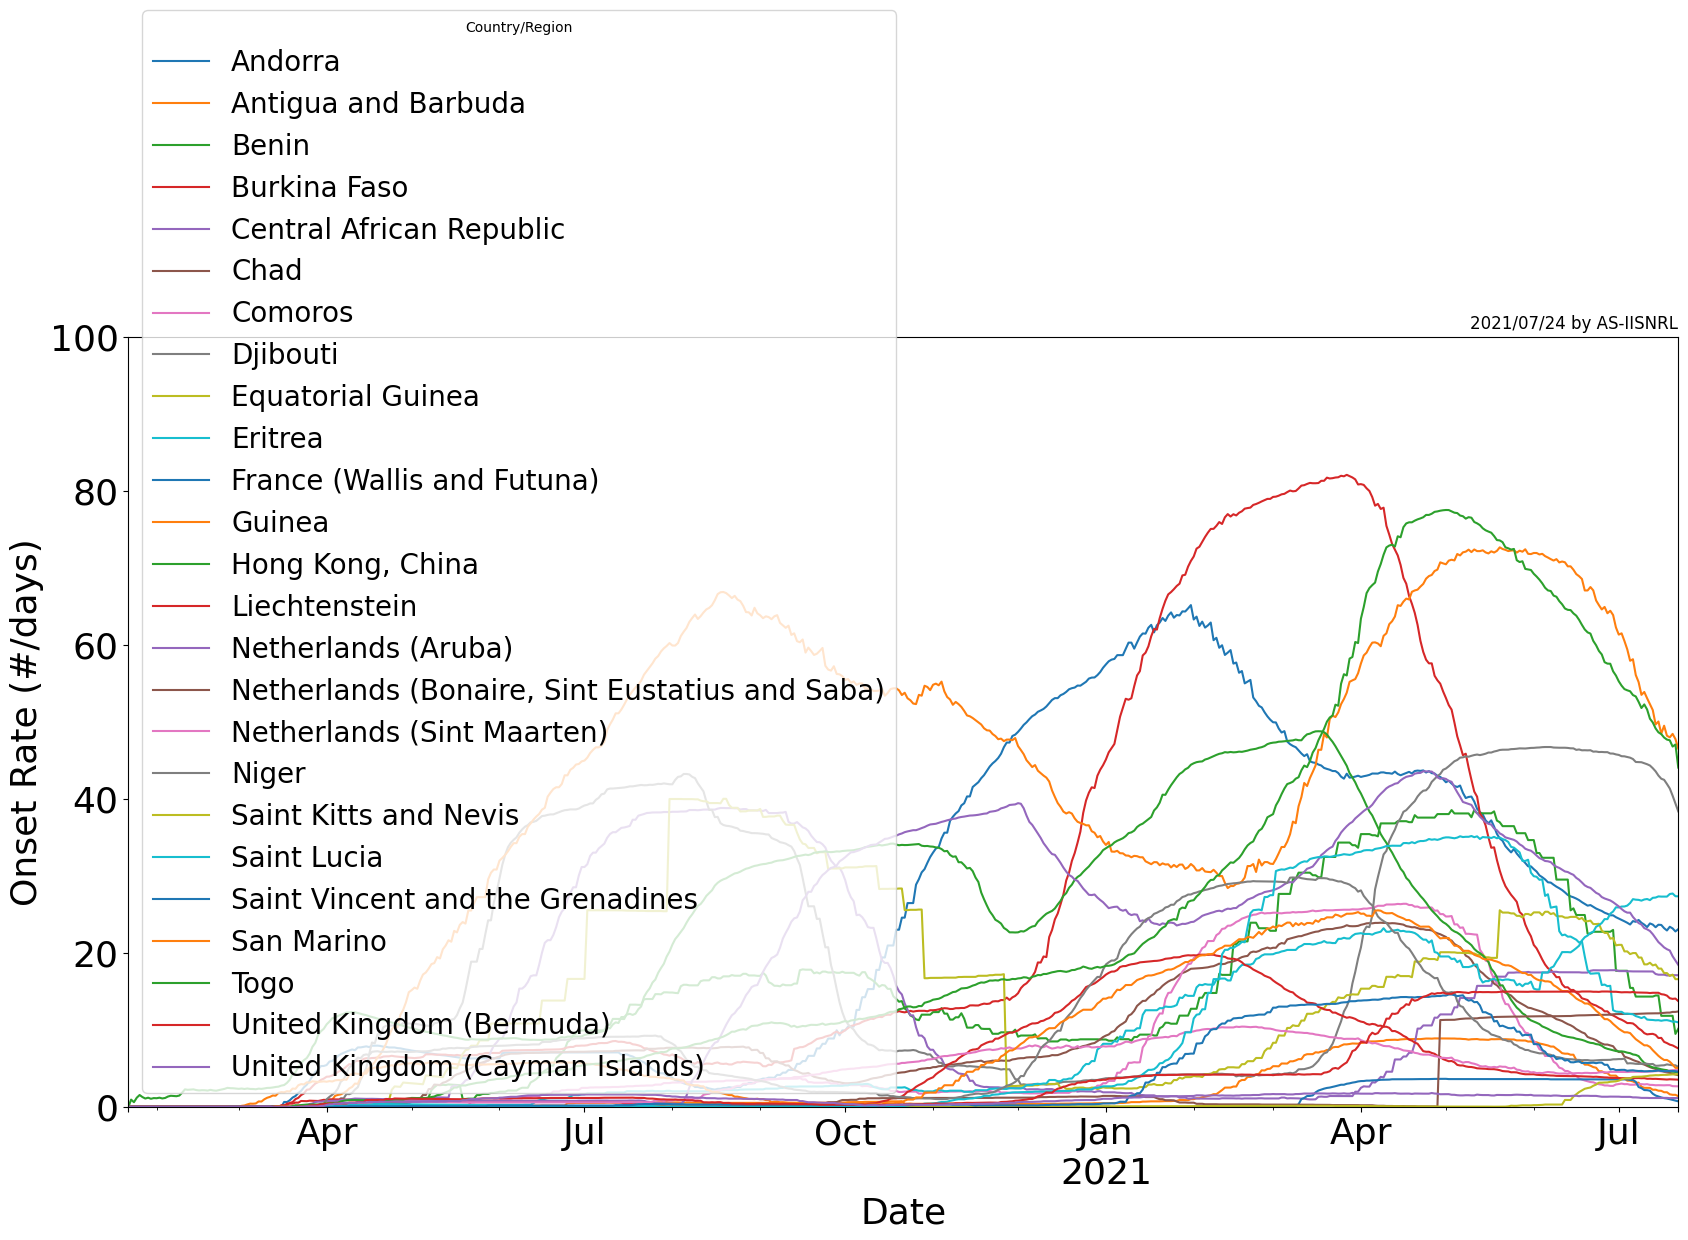 Country/Region
Andorra
Antigua and Barbuda
Benin
Burkina Faso
Central African Republic
Chad
Comoros
Djibouti
Equatorial Guinea
Eritrea
France (Wallis and Futuna)
Guinea
Hong Kong, China
Liechtenstein
Netherlands (Aruba)
Netherlands (Bonaire, Sint Eustatius and Saba)
Netherlands (Sint Maarten)
Niger
Saint Kitts and Nevis
Saint Lucia
Saint Vincent and the Grenadines
San Marino
Togo
United Kingdom (Bermuda)
United Kingdom (Cayman Islands)
2021/07/24 by AS-IISNRL
Onset Rate (#/days)
100
80
60
40
20
0
Apr Jul Oct Jan Apr Jul
2021
Date